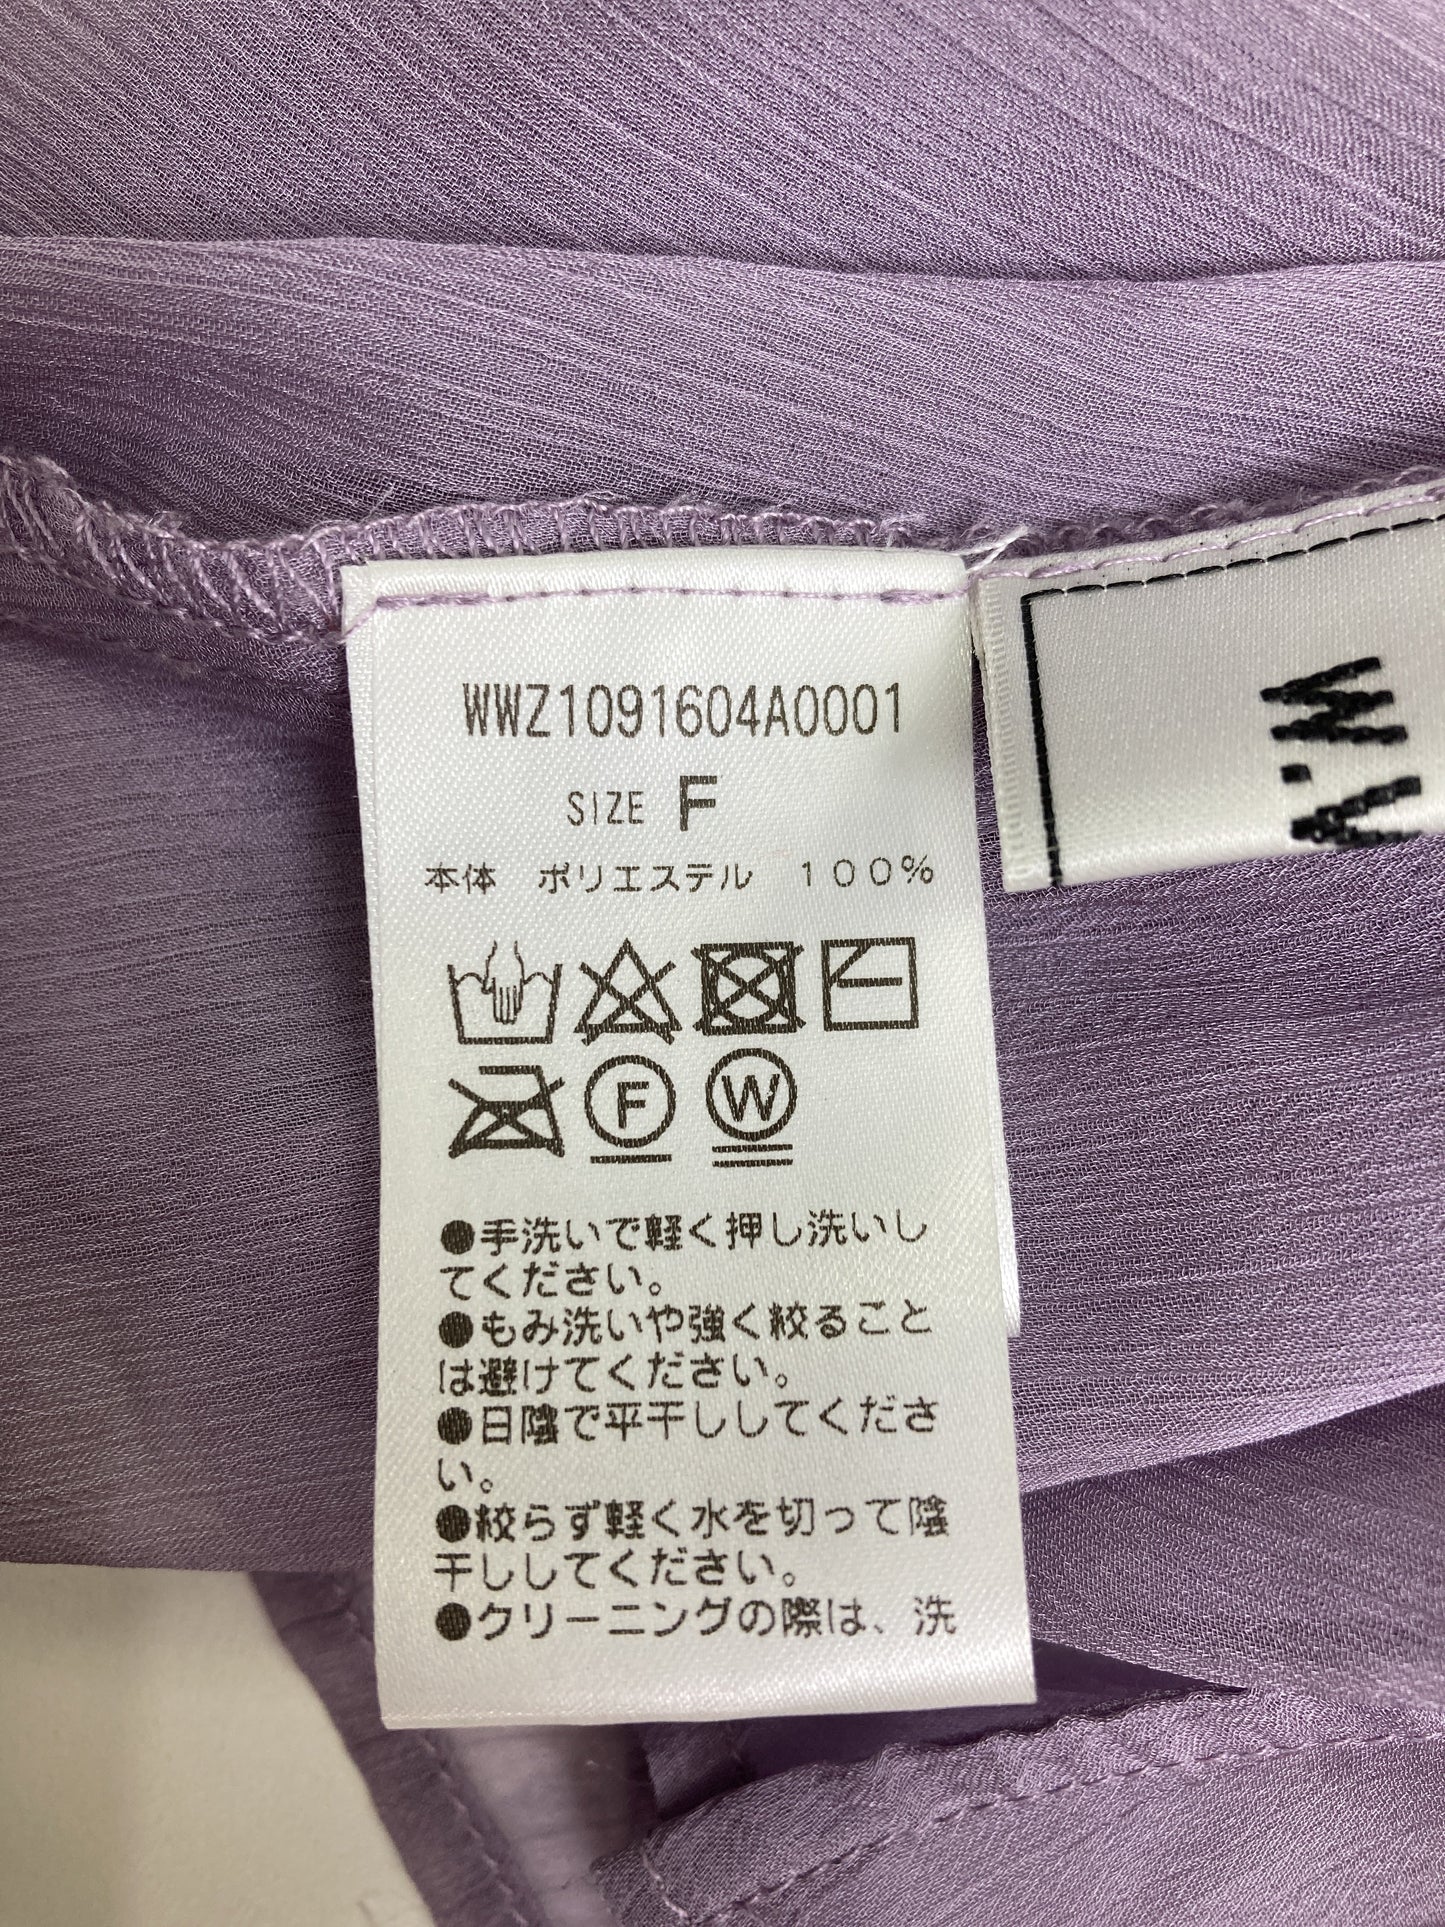 WWZ1091604A0001
SIZE F
本体 ポリエステル 100%
F W
●手洗いで軽く押し洗いし
てください。
●もみ洗いや強く絞ること
は避けてください。
●日陰で平干ししてくださ
い。
●絞らず軽く水を切って陰
干ししてください。
●クリーニングの際は、洗
W.